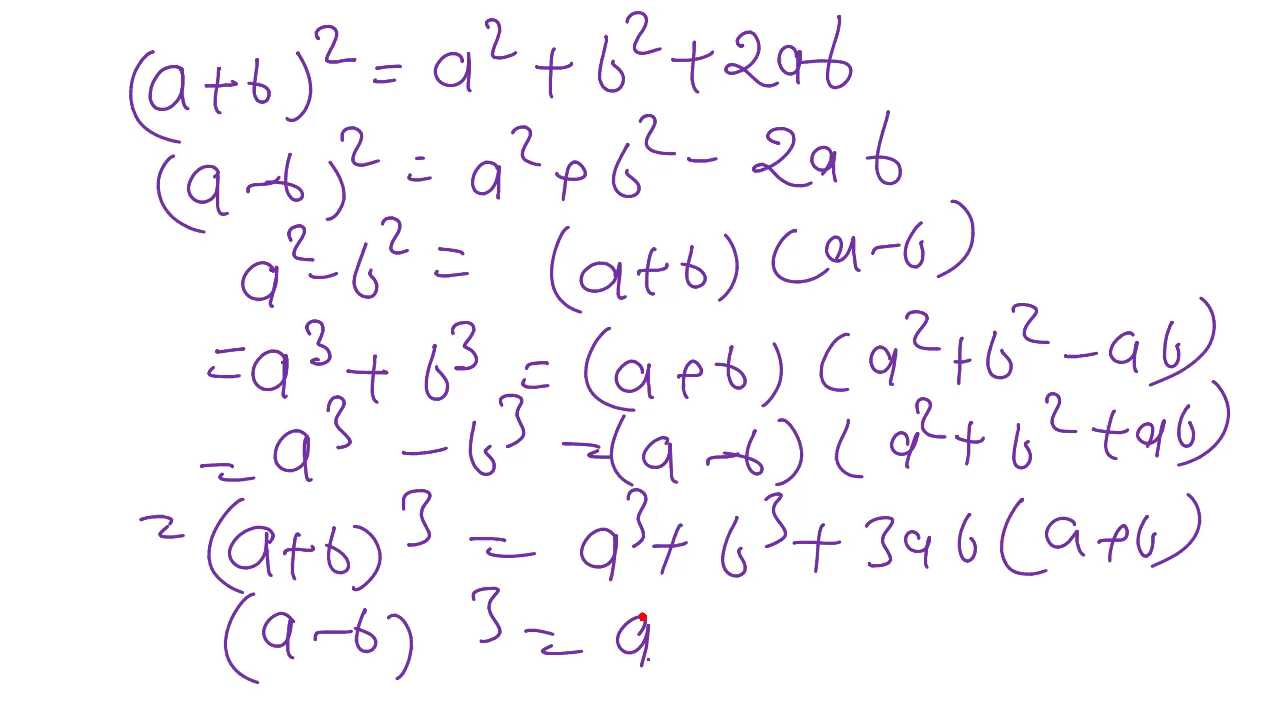 (a+b)² = a² + b² + 2ab
(a-b)² = a² + b² - 2ab
a² - b² = (a+b) (a-b)
= a³ + b³ = (a+b) (a² + b² - ab)
= a³ - b³ = (a-b) (a² + b² + ab)
= (a+b)³ = a³ + b³ + 3ab (a+b)
(a-b)³ = a